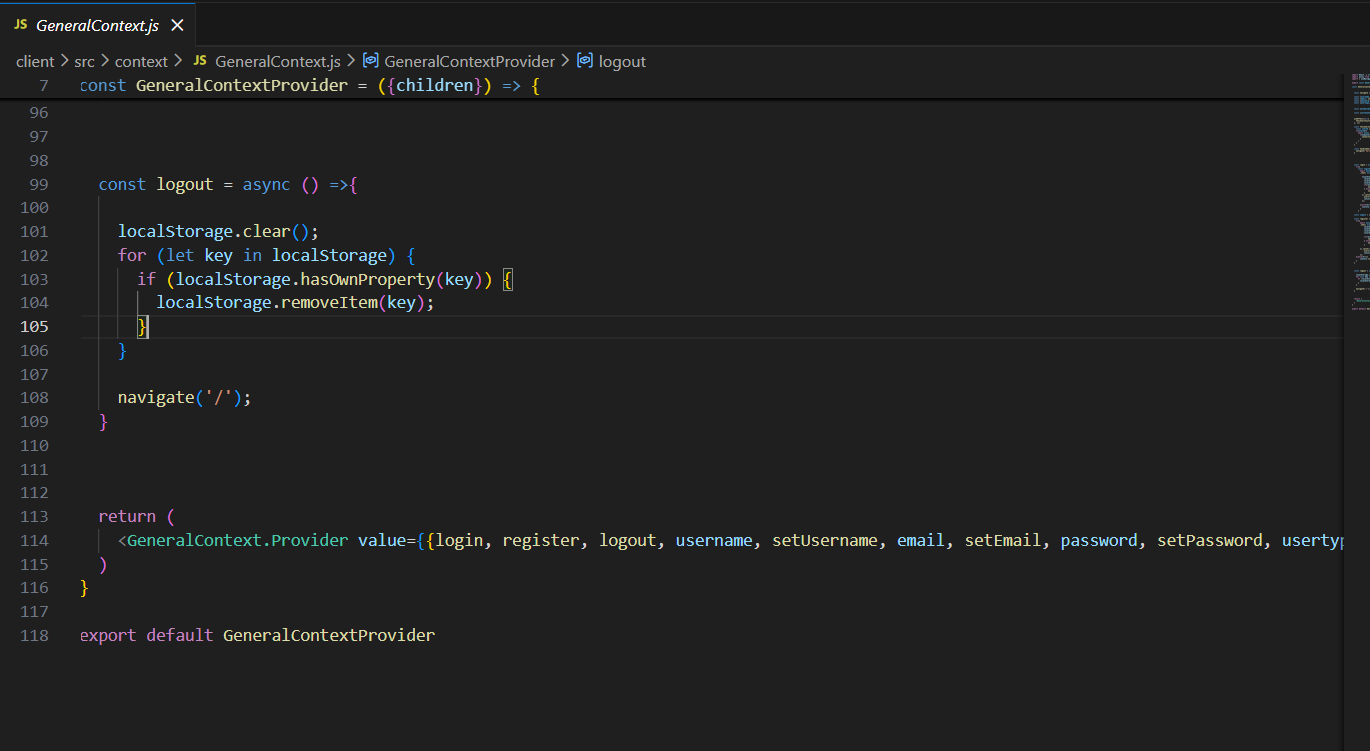 JS GeneralContext.js
client > src > context > JS GeneralContext.js > GeneralContextProvider > logout
7 const GeneralContextProvider = ({children}) => {
96
97
98
99 const logout = async () =>{
100
101 localStorage.clear();
102 for (let key in localStorage) {
103 if (localStorage.hasOwnProperty(key)) {
104 localStorage.removeItem(key);
105 }
106 }
107
108 navigate('/');
109 }
110
111
112
113 return (
114 <GeneralContext.Provider value={{login, register, logout, username, setUsername, email, setEmail, password, setPassword, usertyp
115 )
116 }
117
118 export default GeneralContextProvider